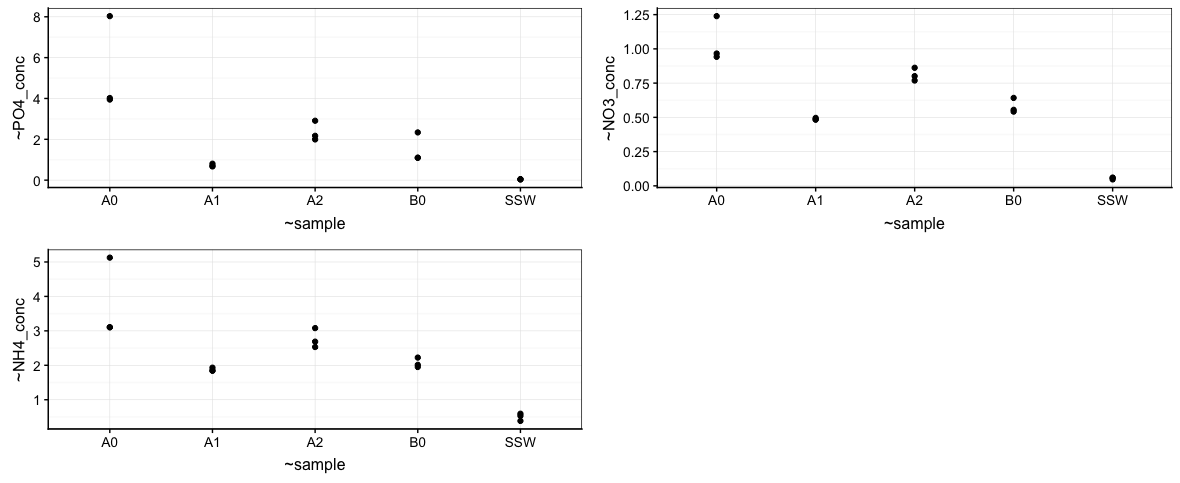 8
6
4
2
0
~PO4_conc
A0 A1 A2 B0 SSW
~sample
1.25
1.00
0.75
0.50
0.25
0.00
~NO3_conc
A0 A1 A2 B0 SSW
~sample
5
4
3
2
1
~NH4_conc
A0 A1 A2 B0 SSW
~sample